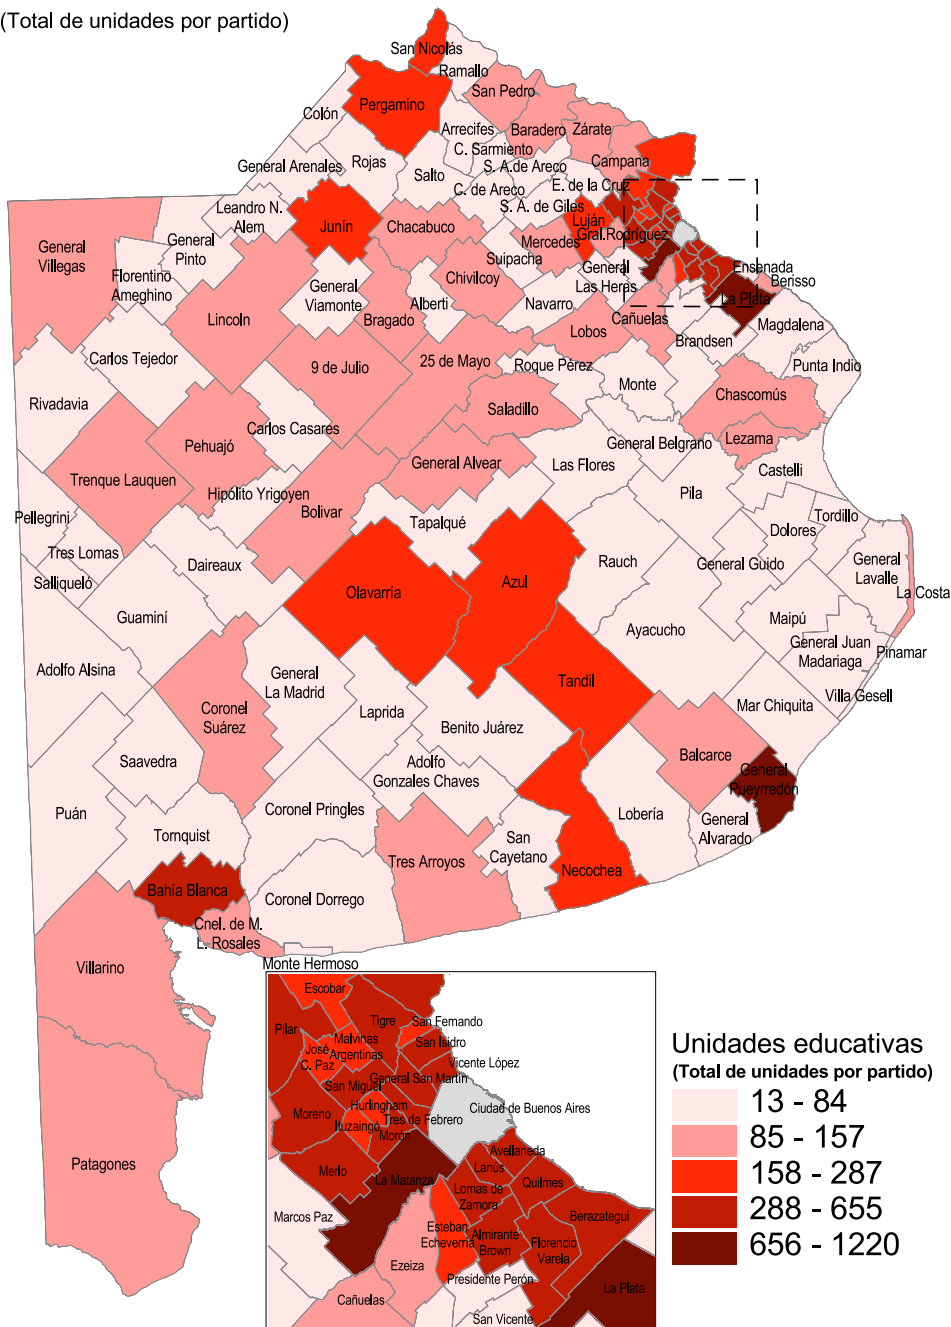 (Total de unidades por partido)
San Nicolás
Ramallo
San Pedro
Pergamino
Colón
Arrecifes
Baradero
Zárate
C. Sarmiento
General Arenales
Rojas
Salto
S. A.de Areco
Campana
C. de Areco
E. de la Cruz
Leandro N.
Alem
S. A. de Giles
Luján
Junín
Chacabuco
General
Villegas
General
Pinto
Mercedes
Gral.Rodríguez
Suipacha
Florentino
Ameghino
General
Viamonte
Chivilcoy
General
Las Heras
Ensenada
Berisso
Alberti
Navarro
La Plata
Lincoln
Bragado
Lobos
Cañuelas
Magdalena
Brandsen
Carlos Tejedor
9 de Julio
25 de Mayo
Roque Pérez
Punta Indio
Monte
Rivadavia
Chascomús
Saladillo
Carlos Casares
Pehuajó
General Belgrano
Lezama
General Alvear
Las Flores
Castelli
Trenque Lauquen
Hipólito Yrigoyen
Pila
Bolivar
Pellegrini
Tapalqué
Tordillo
Dolores
Tres Lomas
Daireaux
Rauch
General Guido
General
Lavalle
Salliqueló
Azul
Olavarría
La Costa
Guaminí
Maipú
Ayacucho
General Juan
Madariaga
Pinamar
Adolfo Alsina
General
La Madrid
Tandil
Villa Gesell
Coronel
Suárez
Laprida
Mar Chiquita
Benito Juárez
Saavedra
Adolfo
Gonzales Chaves
Balcarce
General
Pueyrredón
Puán
Coronel Pringles
Lobería
General
Alvarado
Tornquist
San
Cayetano
Tres Arroyos
Necochea
Bahía Blanca
Coronel Dorrego
Cnel. de M.
L. Rosales
Villarino
Monte Hermoso
Patagones
Escobar
Tigre
San Fernando
Pilar
Malvinas
Argentinas
San Isidro
José
C. Paz
Vicente López
General San Martín
San Miguel
Hurlingham
Ciudad de Buenos Aires
Moreno
Tres de Febrero
Ituzaingó
Morón
Avellaneda
Merlo
Lanús
La Matanza
Quilmes
Lomas de
Zamora
Marcos Paz
Berazategui
Esteban
Echeverría
Almirante
Brown
Florencio
Varela
Ezeiza
Presidente Perón
La Plata
Cañuelas
San Vicente
Unidades educativas
(Total de unidades por partido)
13 - 84
85 - 157
158 - 287
288 - 655
656 - 1220